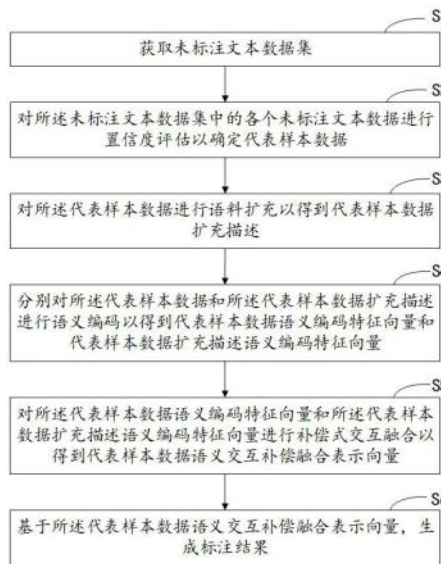 S
获取未标注文本数据集
S
对所述未标注文本数据集中的各个未标注文本数据进行
置信度评估以确定代表样本数据
S
对所述代表样本数据进行语料扩充以得到代表样本数据
扩充描述
S
分别对所述代表样本数据和所述代表样本数据扩充描述
进行语义编码以得到代表样本数据语义编码特征向量和
代表样本数据扩充描述语义编码特征向量
S
对所述代表样本数据语义编码特征向量和所述代表样本
数据扩充描述语义编码特征向量进行补偿式交互融合以
得到代表样本数据语义交互补偿融合表示向量
S
基于所述代表样本数据语义交互补偿融合表示向量，生
成标注结果